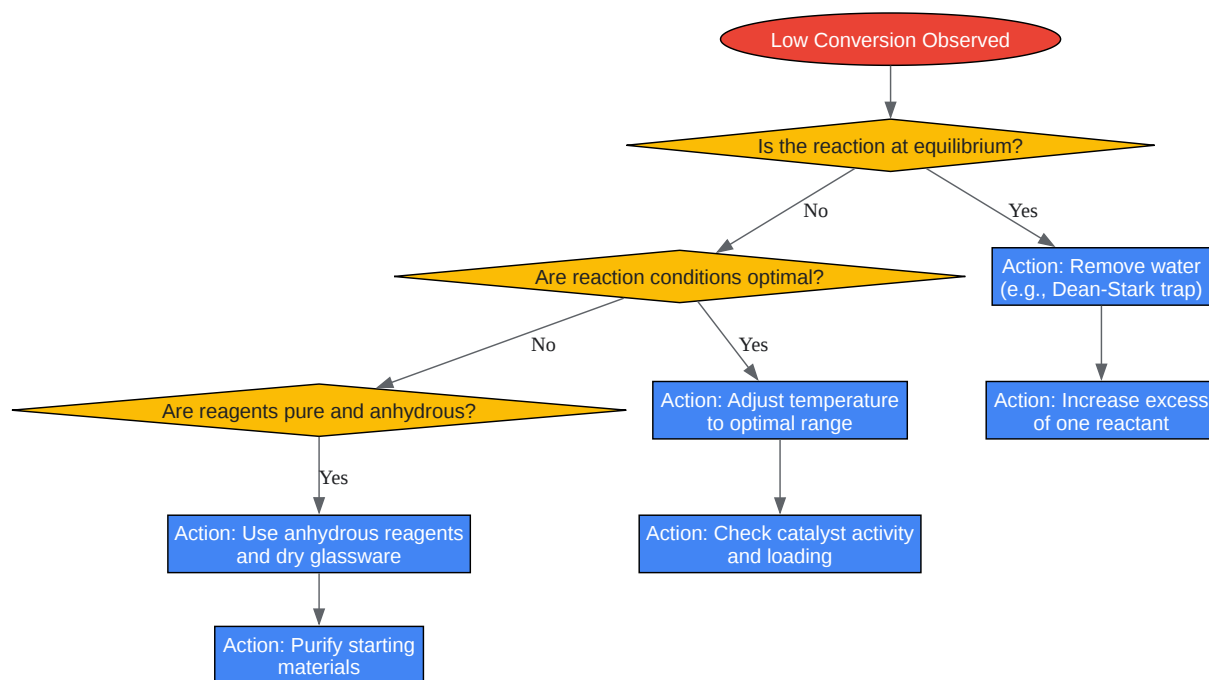 Low Conversion Observed
Is the reaction at equilibrium?
No
Yes
Are reaction conditions optimal?
Action: Remove water
(e.g., Dean-Stark trap)
No
Yes
Are reagents pure and anhydrous?
Action: Adjust temperature
to optimal range
Action: Increase excess
of one reactant
Yes
Action: Use anhydrous reagents
and dry glassware
Action: Check catalyst activity
and loading
Action: Purify starting
materials